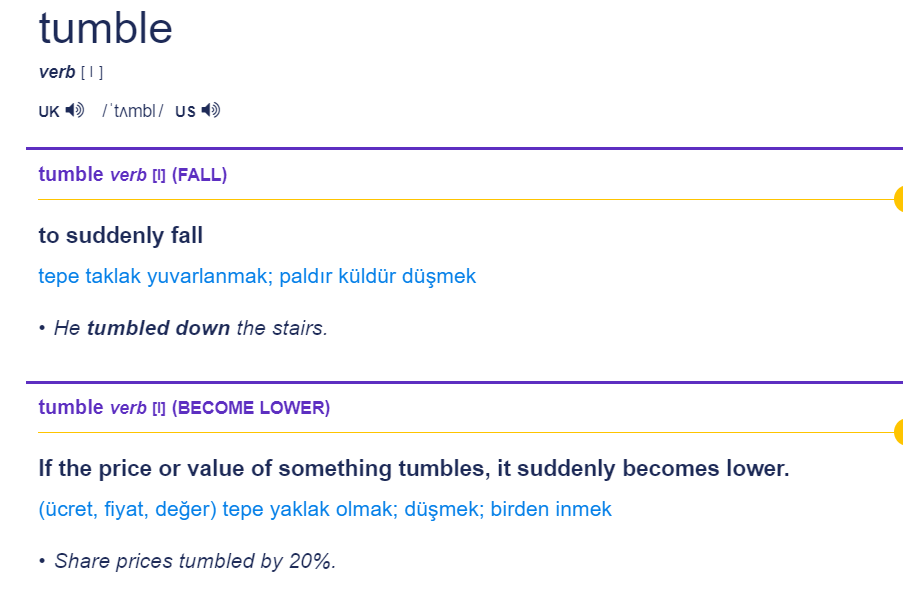 tumble
verb [ I ]
UK /ˈtʌmbl/ US
tumble verb [I] (FALL)
to suddenly fall
tepe taklak yuvarlanmak; paldır küldür düşmek
• He tumbled down the stairs.
tumble verb [I] (BECOME LOWER)
If the price or value of something tumbles, it suddenly becomes lower.
(ücret, fiyat, değer) tepe yaklak olmak; düşmek; birden inmek
• Share prices tumbled by 20%.